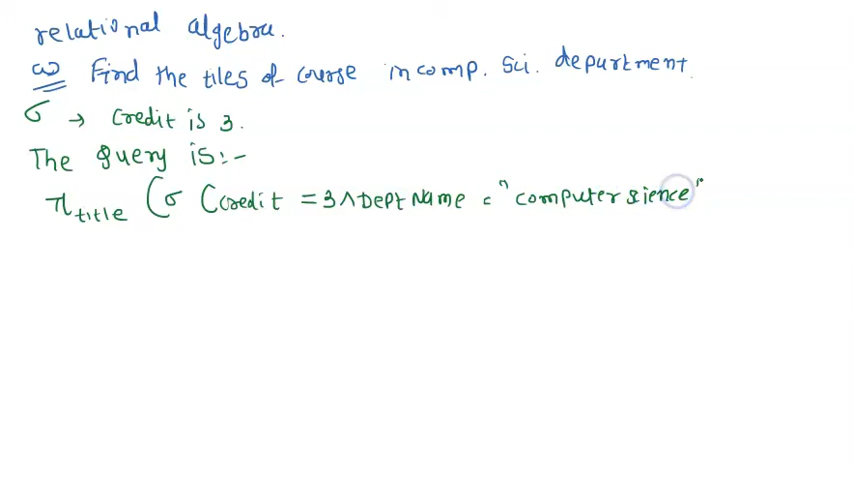 relational algebra.
a) Find the tiles of course in comp. Sci. department.
σ → Credit is 3.
The Query is:-
π title (σ (credit = 3 ∧ Dept Name = "computer sience"